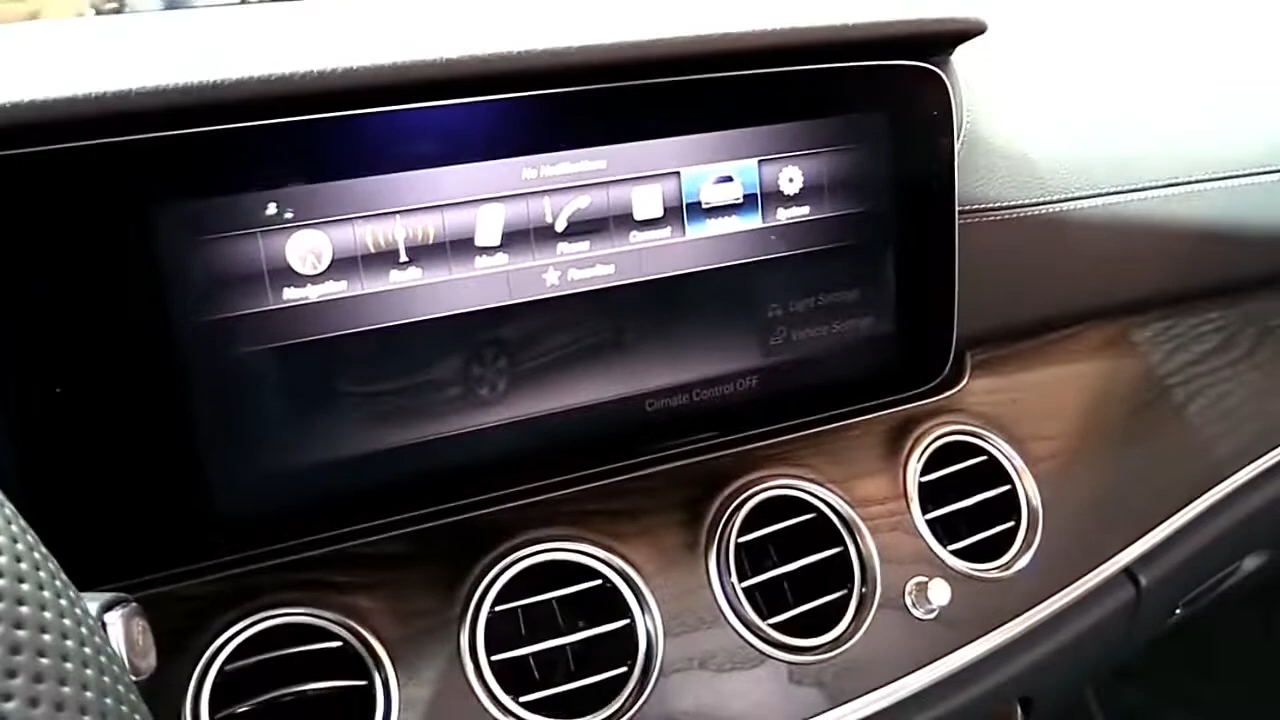 No Notifications
Navigation
Radio
Media
Phone
Connect
System
Favorites
Light Settings
Vehicle Settings
Climate Control OFF